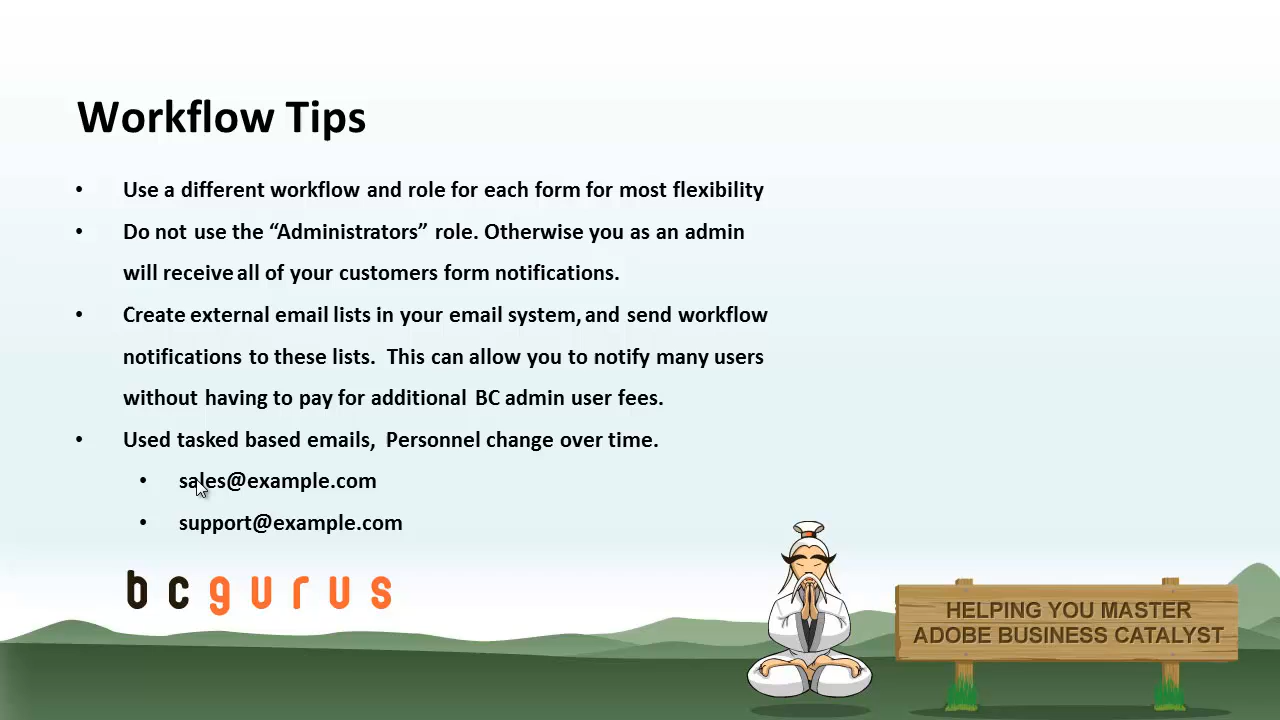 Workflow Tips
• Use a different workflow and role for each form for most flexibility
• Do not use the “Administrators” role. Otherwise you as an admin
will receive all of your customers form notifications.
• Create external email lists in your email system, and send workflow
notifications to these lists. This can allow you to notify many users
without having to pay for additional BC admin user fees.
• Used tasked based emails, Personnel change over time.
• sales@example.com
• support@example.com
bcgurus
HELPING YOU MASTER
ADOBE BUSINESS CATALYST